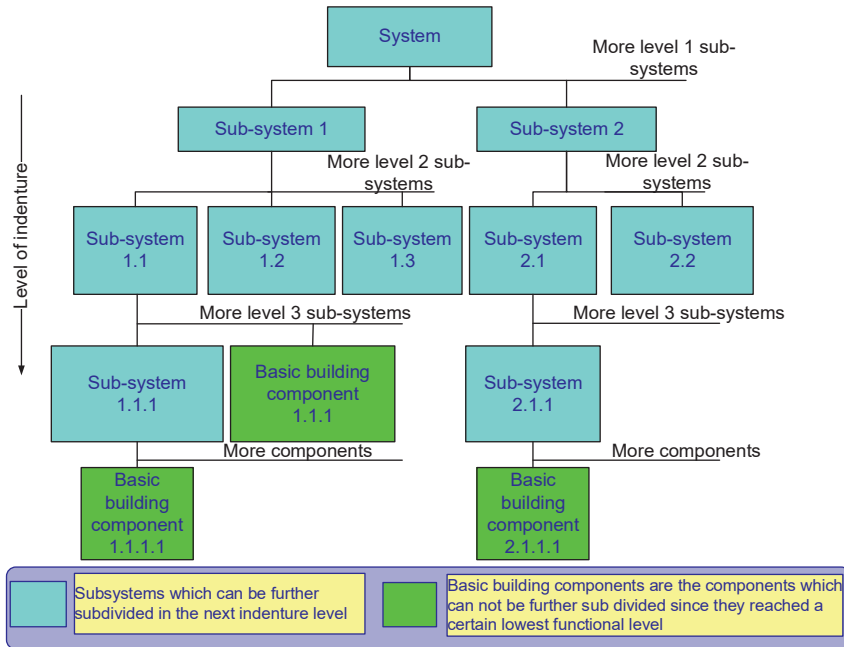 System
More level 1 sub-
systems
Sub-system 1
Sub-system 2
More level 2 sub-
systems
More level 2 sub-
systems
Level of indenture
Sub-system
1.1
Sub-system
1.2
Sub-system
1.3
Sub-system
2.1
Sub-system
2.2
More level 3 sub-systems
More level 3 sub-systems
Sub-system
1.1.1
Basic building
component
1.1.1
Sub-system
2.1.1
More components
More components
Basic
building
component
1.1.1.1
Basic
building
component
2.1.1.1
Subsystems which can be further
subdivided in the next indenture level
Basic building components are the components which
can not be further sub divided since they reached a
certain lowest functional level